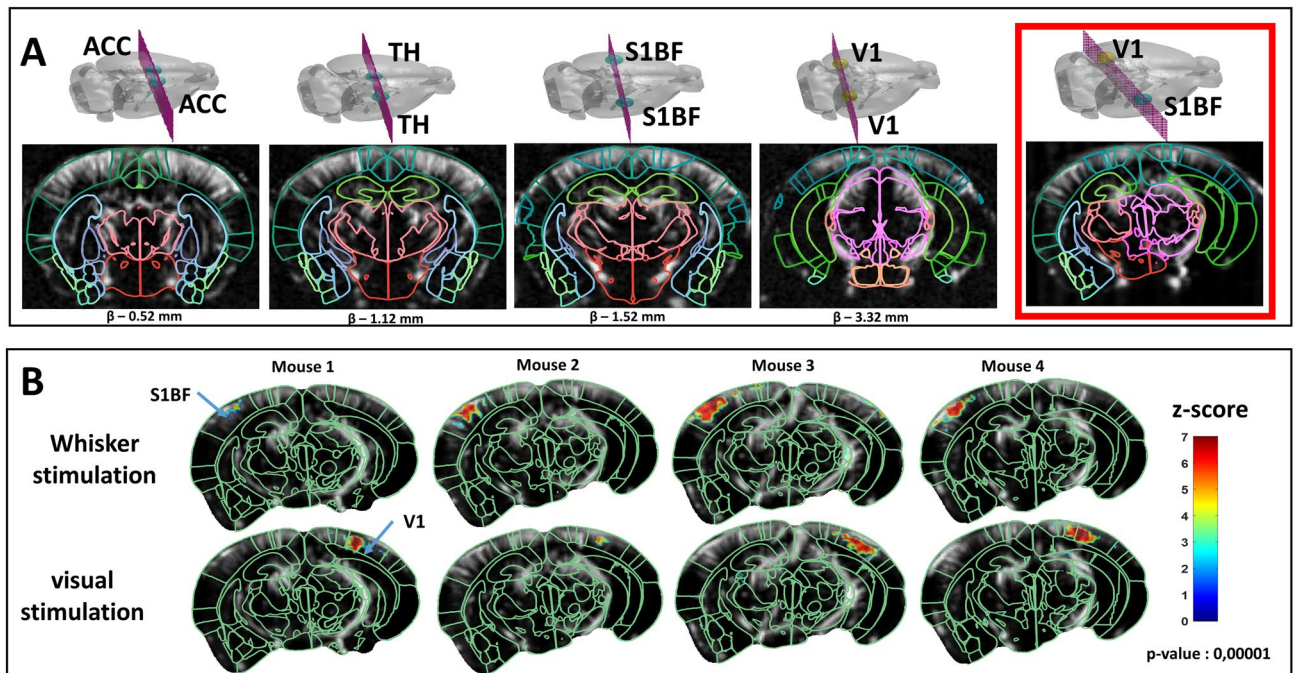 A
ACC
ACC
TH
TH
S1BF
S1BF
V1
V1
V1
S1BF
β – 0.52 mm
β – 1.12 mm
β – 1.52 mm
β – 3.32 mm
B
Mouse 1
Mouse 2
Mouse 3
Mouse 4
S1BF
Whisker
stimulation
V1
visual
stimulation
z-score
7
6
5
4
3
2
1
0
p-value : 0,00001